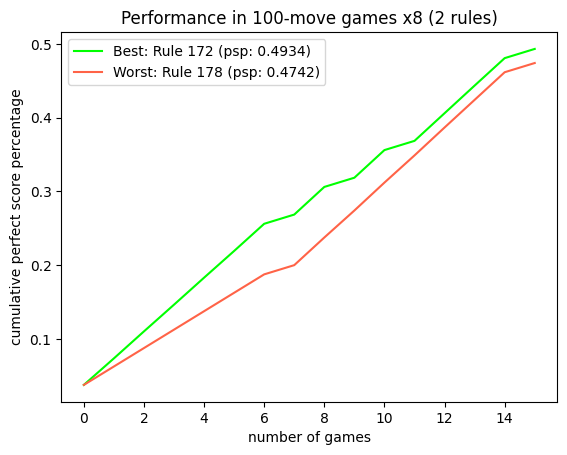 Performance in 100-move games x8 (2 rules)
Best: Rule 172 (psp: 0.4934)
Worst: Rule 178 (psp: 0.4742)
cumulative perfect score percentage
0.5
0.4
0.3
0.2
0.1
0 2 4 6 8 10 12 14
number of games